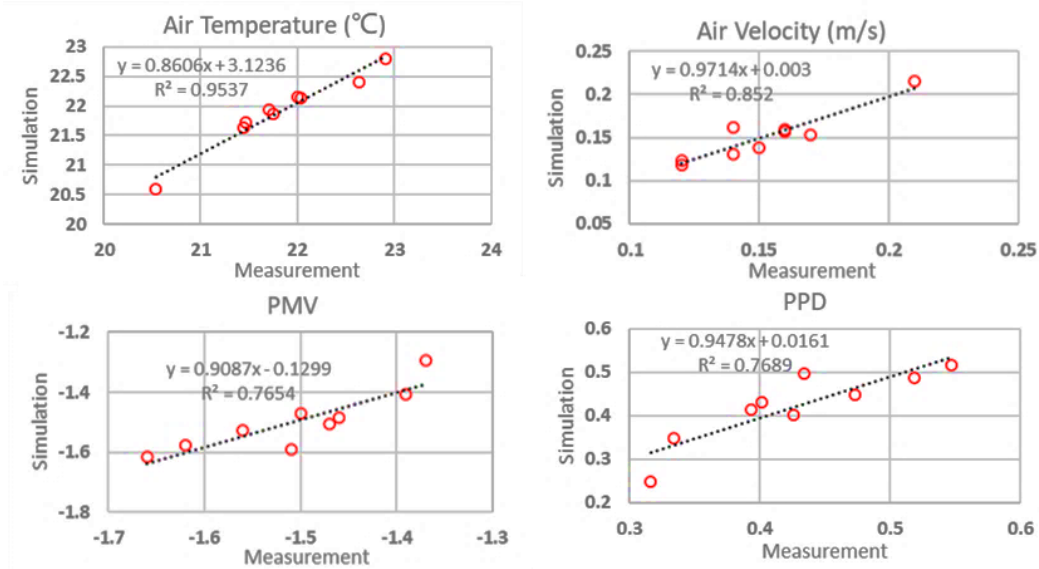 Air Temperature (℃)
23
22.5
22
21.5
21
20.5
20
y = 0.8606x + 3.1236
R² = 0.9537
Simulation
20
21
22
23
24
Measurement
Air Velocity (m/s)
0.25
0.2
0.15
0.1
0.05
y = 0.9714x + 0.003
R² = 0.852
Simulation
0.1
0.15
0.2
0.25
Measurement
PMV
-1.2
-1.4
-1.6
-1.8
y = 0.9087x - 0.1299
R² = 0.7654
Simulation
-1.7
-1.6
-1.5
-1.4
-1.3
Measurement
PPD
0.6
0.5
0.4
0.3
0.2
y = 0.9478x + 0.0161
R² = 0.7689
Simulation
0.3
0.4
0.5
0.6
Measurement